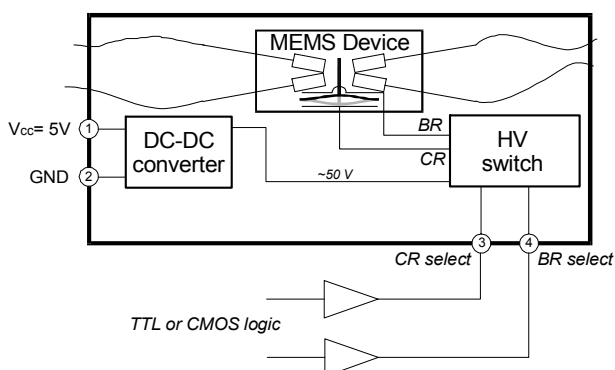 MEMS Device
BR
CR
Vcc= 5V
1
DC-DC
converter
HV
switch
GND
2
~50 V
3
4
CR select
BR select
TTL or CMOS logic